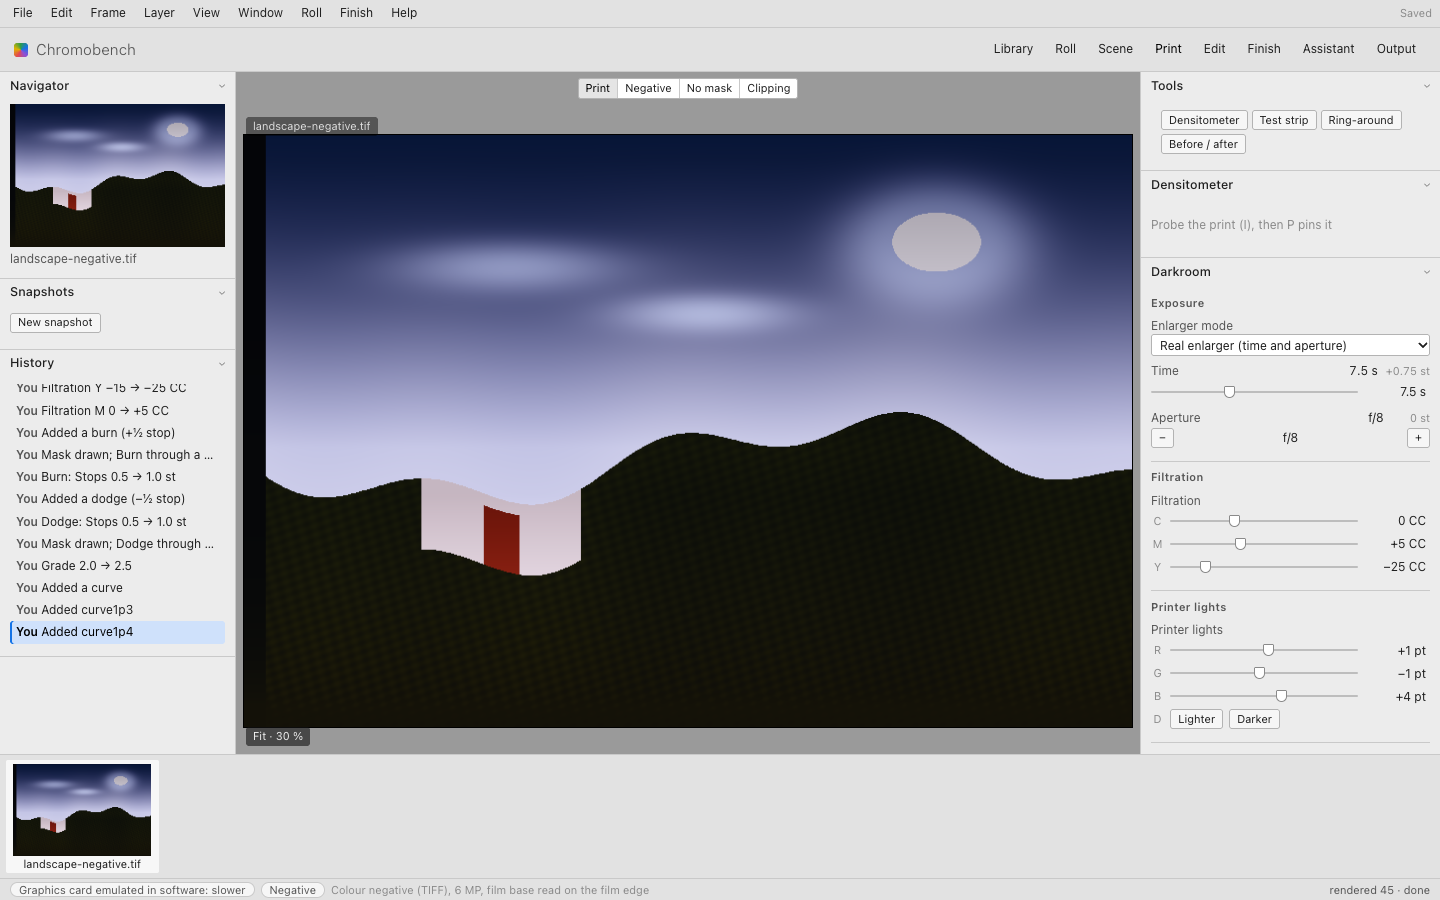 File Edit Frame Layer View Window Roll Finish Help Saved
Chromobench Library Roll Scene Print Edit Finish Assistant Output
Navigator
landscape-negative.tif
Snapshots
New snapshot
History
You Filtration Y −15 → −25 CC
You Filtration M 0 → +5 CC
You Added a burn (+½ stop)
You Mask drawn; Burn through a ...
You Burn: Stops 0.5 → 1.0 st
You Added a dodge (−½ stop)
You Dodge: Stops 0.5 → 1.0 st
You Mask drawn; Dodge through ...
You Grade 2.0 → 2.5
You Added a curve
You Added curve1p3
You Added curve1p4
Print Negative No mask Clipping
landscape-negative.tif
Fit · 30 %
Tools
Densitometer Test strip Ring-around
Before / after
Densitometer
Probe the print (I), then P pins it
Darkroom
Exposure
Enlarger mode
Real enlarger (time and aperture)
Time 7.5 s +0.75 st
7.5 s
Aperture f/8 0 st
− f/8 +
Filtration
Filtration
C 0 CC
M +5 CC
Y −25 CC
Printer lights
Printer lights
R +1 pt
G −1 pt
B +4 pt
D Lighter Darker
landscape-negative.tif
Graphics card emulated in software: slower Negative Colour negative (TIFF), 6 MP, film base read on the film edge rendered 45 · done